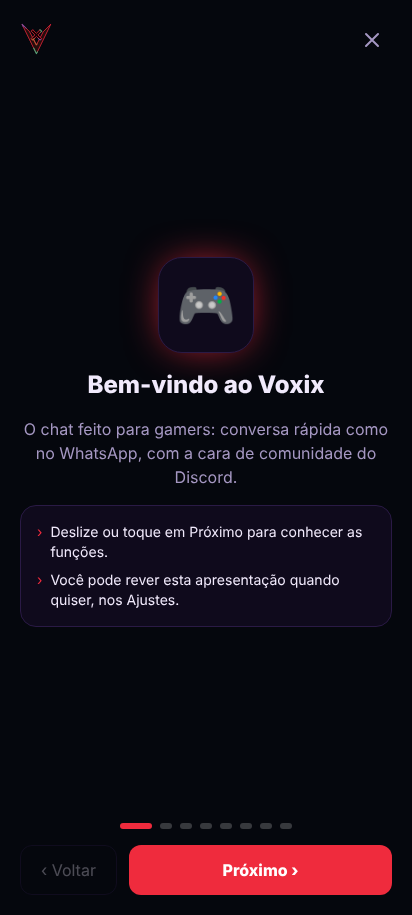 Bem-vindo ao Voxix
O chat feito para gamers: conversa rápida como
no WhatsApp, com a cara de comunidade do
Discord.
› Deslize ou toque em Próximo para conhecer as
funções.
› Você pode rever esta apresentação quando
quiser, nos Ajustes.
‹ Voltar
Próximo ›